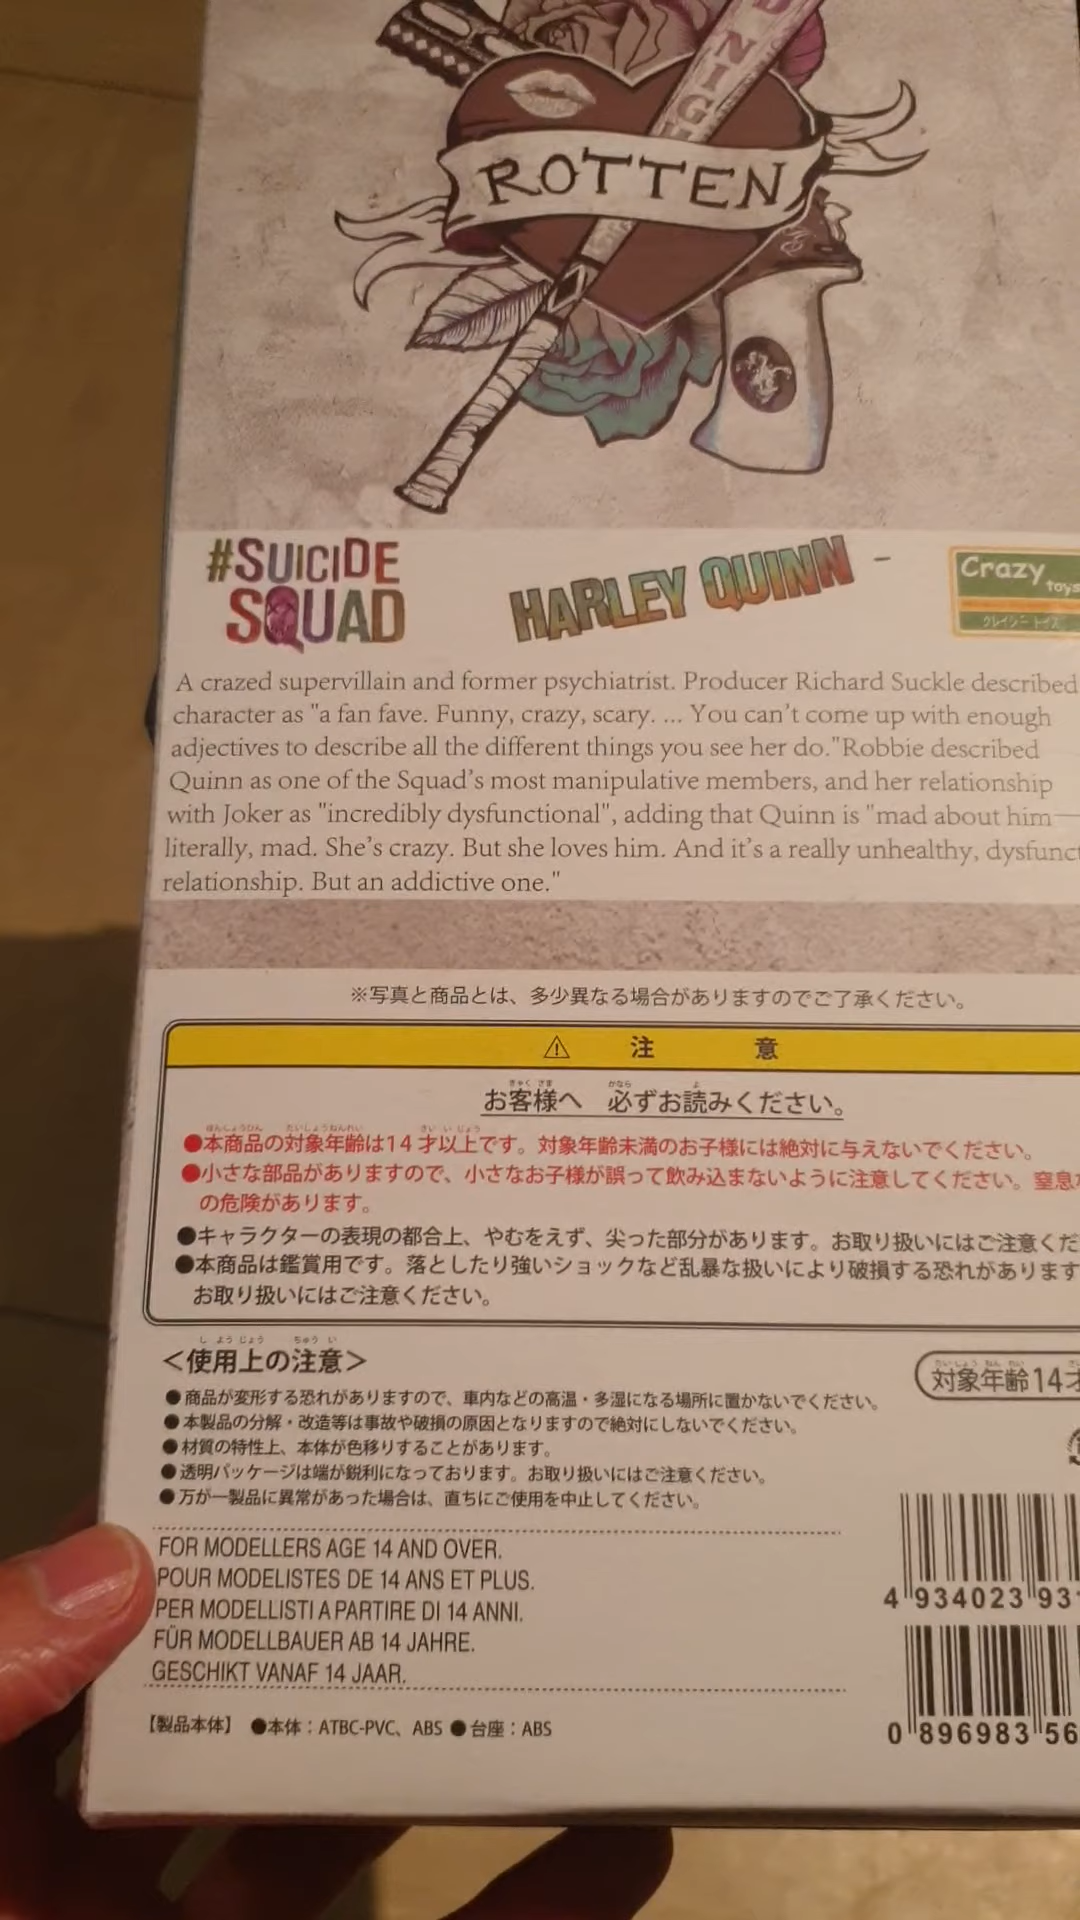 NIGH
ROTTEN
#SUICIDE
SQUAD
HARLEY QUINN -
Crazy toys
クレイジー トイズ
A crazed supervillain and former psychiatrist. Producer Richard Suckle described
character as "a fan fave. Funny, crazy, scary. ... You can't come up with enough
adjectives to describe all the different things you see her do."Robbie described
Quinn as one of the Squad's most manipulative members, and her relationship
with Joker as "incredibly dysfunctional", adding that Quinn is "mad about him—
literally, mad. She's crazy. But she loves him. And it's a really unhealthy, dysfunct
relationship. But an addictive one."
※写真と商品とは、多少異なる場合がありますのでご了承ください。
⚠ 注 意
お客様へ 必ずお読みください。
●本商品の対象年齢は14才以上です。対象年齢未満のお子様には絶対に与えないでください。
●小さな部品がありますので、小さなお子様が誤って飲み込まないように注意してください。窒息
の危険があります。
●キャラクターの表現の都合上、やむをえず、尖った部分があります。お取り扱いにはご注意くだ
●本商品は鑑賞用です。落としたり強いショックなど乱暴な扱いにより破損する恐れがあります
お取り扱いにはご注意ください。
＜使用上の注意＞
●商品が変形する恐れがありますので、車内などの高温・多湿になる場所に置かないでください。
●本製品の分解・改造等は事故や破損の原因となりますので絶対にしないでください。
●材質の特性上、本体が色移りすることがあります。
●透明パッケージは端が鋭利になっております。お取り扱いにはご注意ください。
●万が一製品に異常があった場合は、直ちにご使用を中止してください。
対象年齢14才
FOR MODELLERS AGE 14 AND OVER.
POUR MODELISTES DE 14 ANS ET PLUS.
PER MODELLISTI A PARTIRE DI 14 ANNI.
FÜR MODELLBAUER AB 14 JAHRE.
GESCHIKT VANAF 14 JAAR.
4 934023 93
0 896983 56
【製品本体】 ●本体：ATBC-PVC、ABS ●台座：ABS